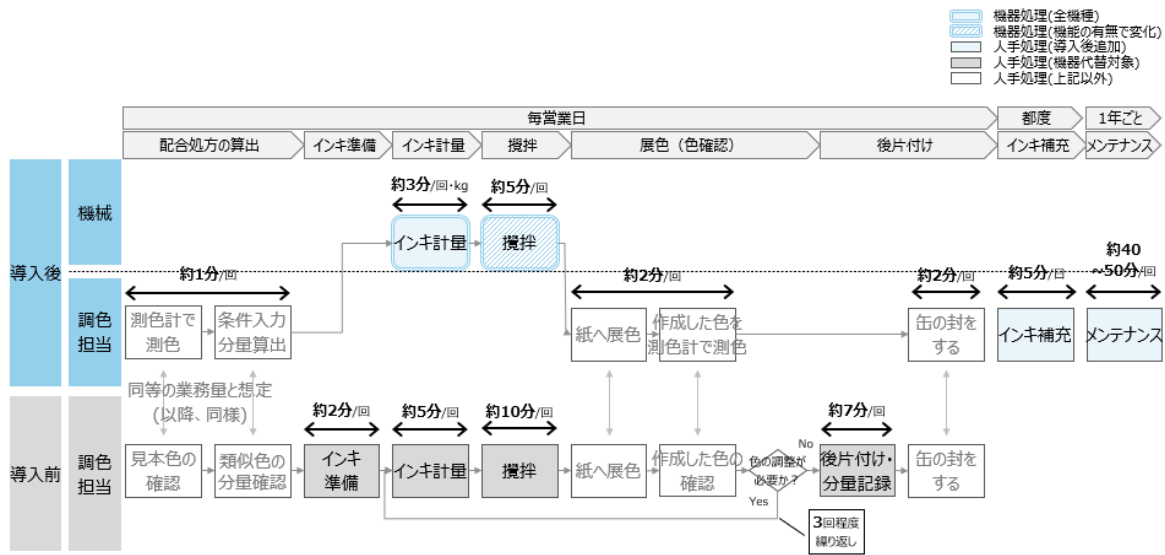 機器処理(全機種)
機器処理(機能の有無で変化)
人手処理(導入後追加)
人手処理(機器代替対象)
人手処理(上記以外)
毎営業日
都度
1年ごと
配合処方の算出
インキ準備
インキ計量
攪拌
展色（色確認）
後片付け
インキ補充
メンテナンス
導入後
機械
約3分/回・kg
約5分/回
インキ計量
攪拌
調色
担当
約1分/回
約2分/回
約2分/回
約5分/日
約40
~50分/回
測色計で
測色
条件入力
分量算出
紙へ展色
作成した色を
測色計で測色
缶の封を
する
インキ補充
メンテナンス
同等の業務量と想定
(以降、同様)
導入前
調色
担当
約2分/回
約5分/回
約10分/回
約7分/回
見本色の
確認
類似色の
分量確認
インキ
準備
インキ計量
攪拌
紙へ展色
作成した色の
確認
色の調整が
必要か？
No
Yes
後片付け・
分量記録
缶の封を
する
3回程度
繰り返し